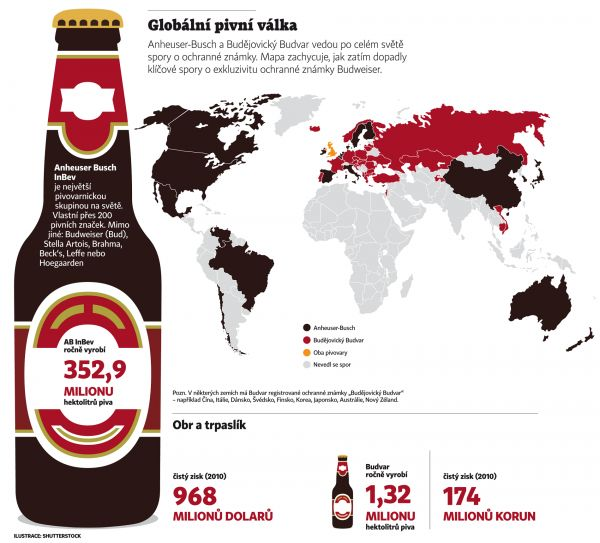 Globální pivní válka
Anheuser-Busch a Budějovický Budvar vedou po celém světě
spory o ochranné známky. Mapa zachycuje, jak zatím dopadly
klíčové spory o exkluzivitu ochranné známky Budweiser.
Anheuser Busch
InBev
je největší
pivovarnickou
skupinou na světě.
Vlastní přes 200
pivních značek. Mimo
jiné: Budweiser (Bud),
Stella Artois, Brahma,
Beck's, Leffe nebo
Hoegaarden
AB InBev
ročně vyrobí
352,9
MILIONU
hektolitrů piva
Anheuser-Busch
Budějovický Budvar
Oba pivovary
Nevedl se spor
Pozn. V některých zemích má Budvar registrované ochranné známky „Budějovický Budvar“
– například Čína, Itálie, Dánsko, Švédsko, Finsko, Korea, Japonsko, Austrálie, Nový Zéland.
Obr a trpaslík
čistý zisk (2010)
968
MILIONŮ DOLARŮ
Budvar
ročně vyrobí
1,32
MILIONU
hektolitrů piva
čistý zisk (2010)
174
MILIONŮ KORUN
ILUSTRACE: SHUTTERSTOCK